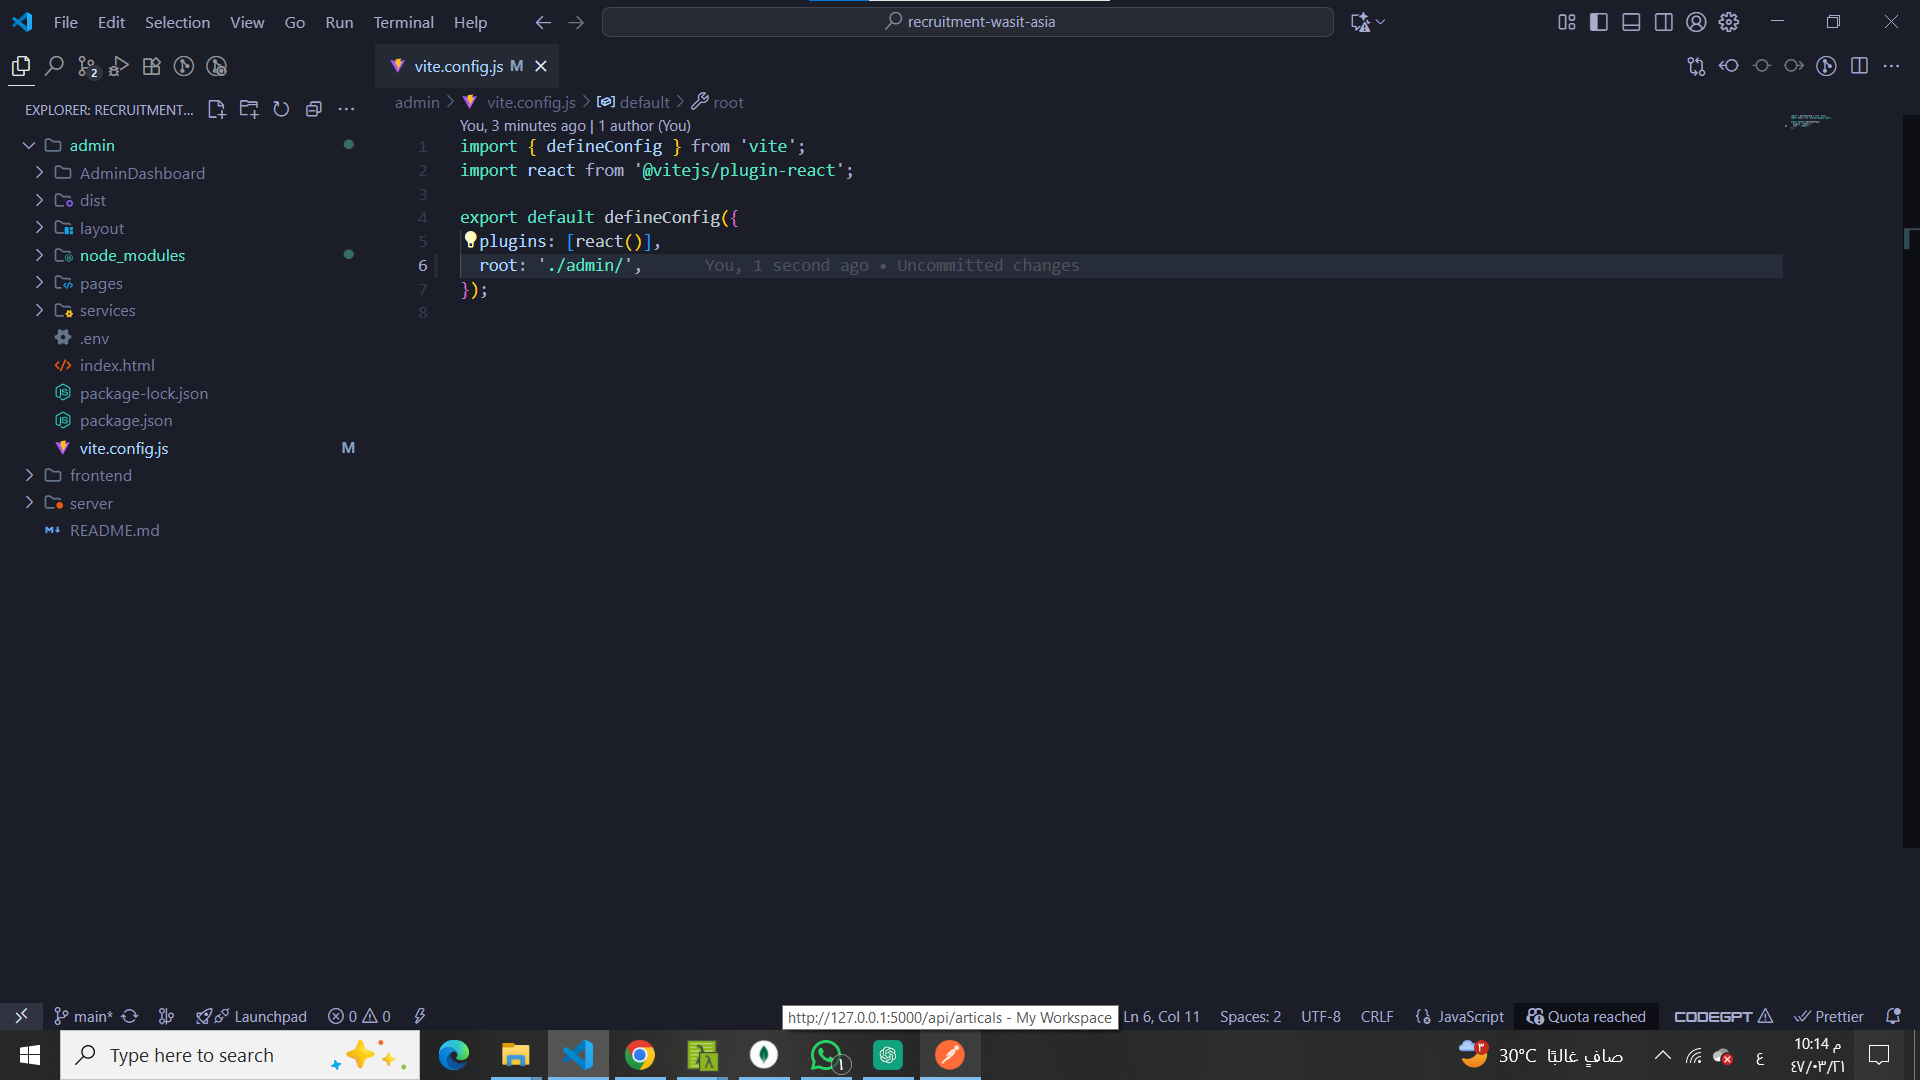 File Edit Selection View Go Run Terminal Help
recruitment-wasit-asia
2
vite.config.js M
EXPLORER: RECRUITMENT...
admin
AdminDashboard
dist
layout
node_modules
pages
services
.env
index.html
package-lock.json
package.json
vite.config.js M
frontend
server
README.md
admin > vite.config.js > default > root
You, 3 minutes ago | 1 author (You)
1 import { defineConfig } from 'vite';
2 import react from '@vitejs/plugin-react';
3
4 export default defineConfig({
5 plugins: [react()],
6 root: './admin/', You, 1 second ago • Uncommitted changes
7 });
8
main* Launchpad 0 0
http://127.0.0.1:5000/api/articals - My Workspace
Ln 6, Col 11 Spaces: 2 UTF-8 CRLF {} JavaScript Quota reached CODEGPT Prettier
Type here to search
١
٣
30°C صافٍ غالبًا
ع
10:14 م
٤٧/٠٣/٢١